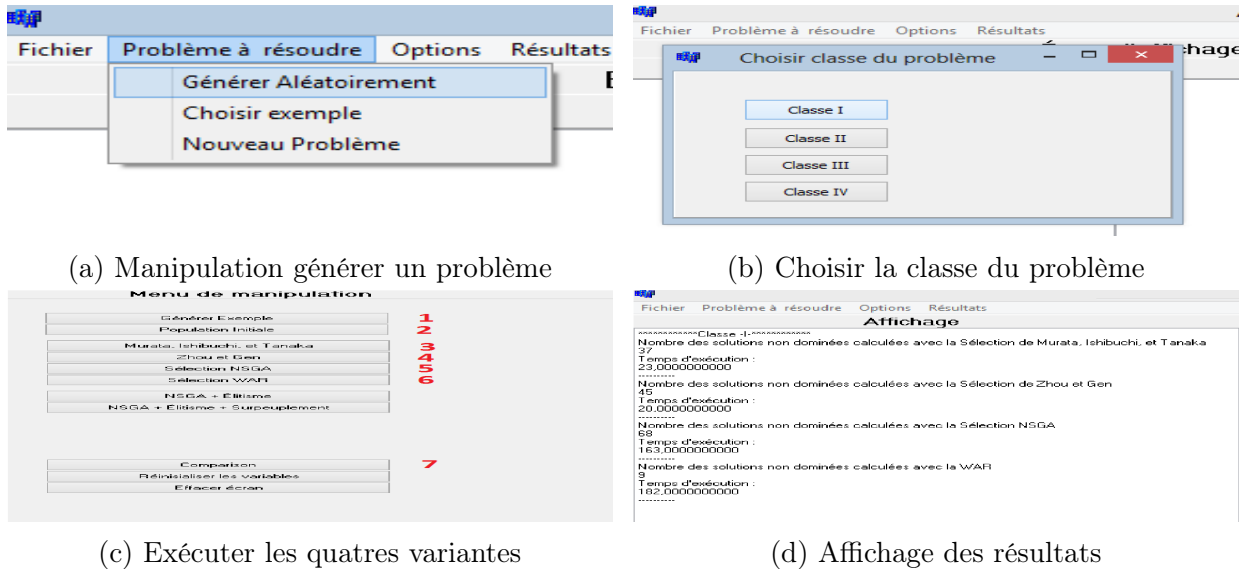 Fichier Problème à résoudre Options Résultats
Générer Aléatoirement
Choisir exemple
Nouveau Problème
(a) Manipulation générer un problème
Fichier Problème à résoudre Options Résultats
Choisir classe du problème
Classe I
Classe II
Classe III
Classe IV
(b) Choisir la classe du problème
Menu de manipulation
Générer Exemple 1
Population Initiale 2
Murata, Ishibuchi, et Tanaka 3
Zhou et Gen 4
Sélection NSGA 5
Sélection WAR 6
NSGA + Elitisme
NSGA + Elitisme + Surpeuplement
Comparizon 7
Réinisialiser les variables
Effacer écran
(c) Exécuter les quatres variantes
Fichier Problème à résoudre Options Résultats
Affichage
^^^^^^^^^^^^Classe -I-^^^^^^^^^^^^
Nombre des solutions non dominées calculées avec la Sélection de Murata, Ishibuchi, et Tanaka
37
Temps d'exécution :
23,0000000000
----------
Nombre des solutions non dominées calculées avec la Sélection de Zhou et Gen
45
Temps d'exécution :
20,0000000000
----------
Nombre des solutions non dominées calculées avec la Sélection NSGA
68
Temps d'exécution :
163,0000000000
----------
Nombre des solutions non dominées calculées avec la WAR
9
Temps d'exécution :
182,0000000000
----------
(d) Affichage des résultats